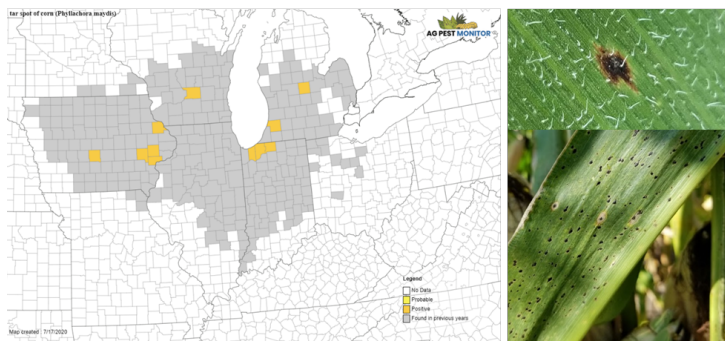 tar spot of corn (Phyllachora maydis)
AG PEST MONITOR
Legend
No Data
Probable
Positive
Found in previous years
Map created : 7/17/2020